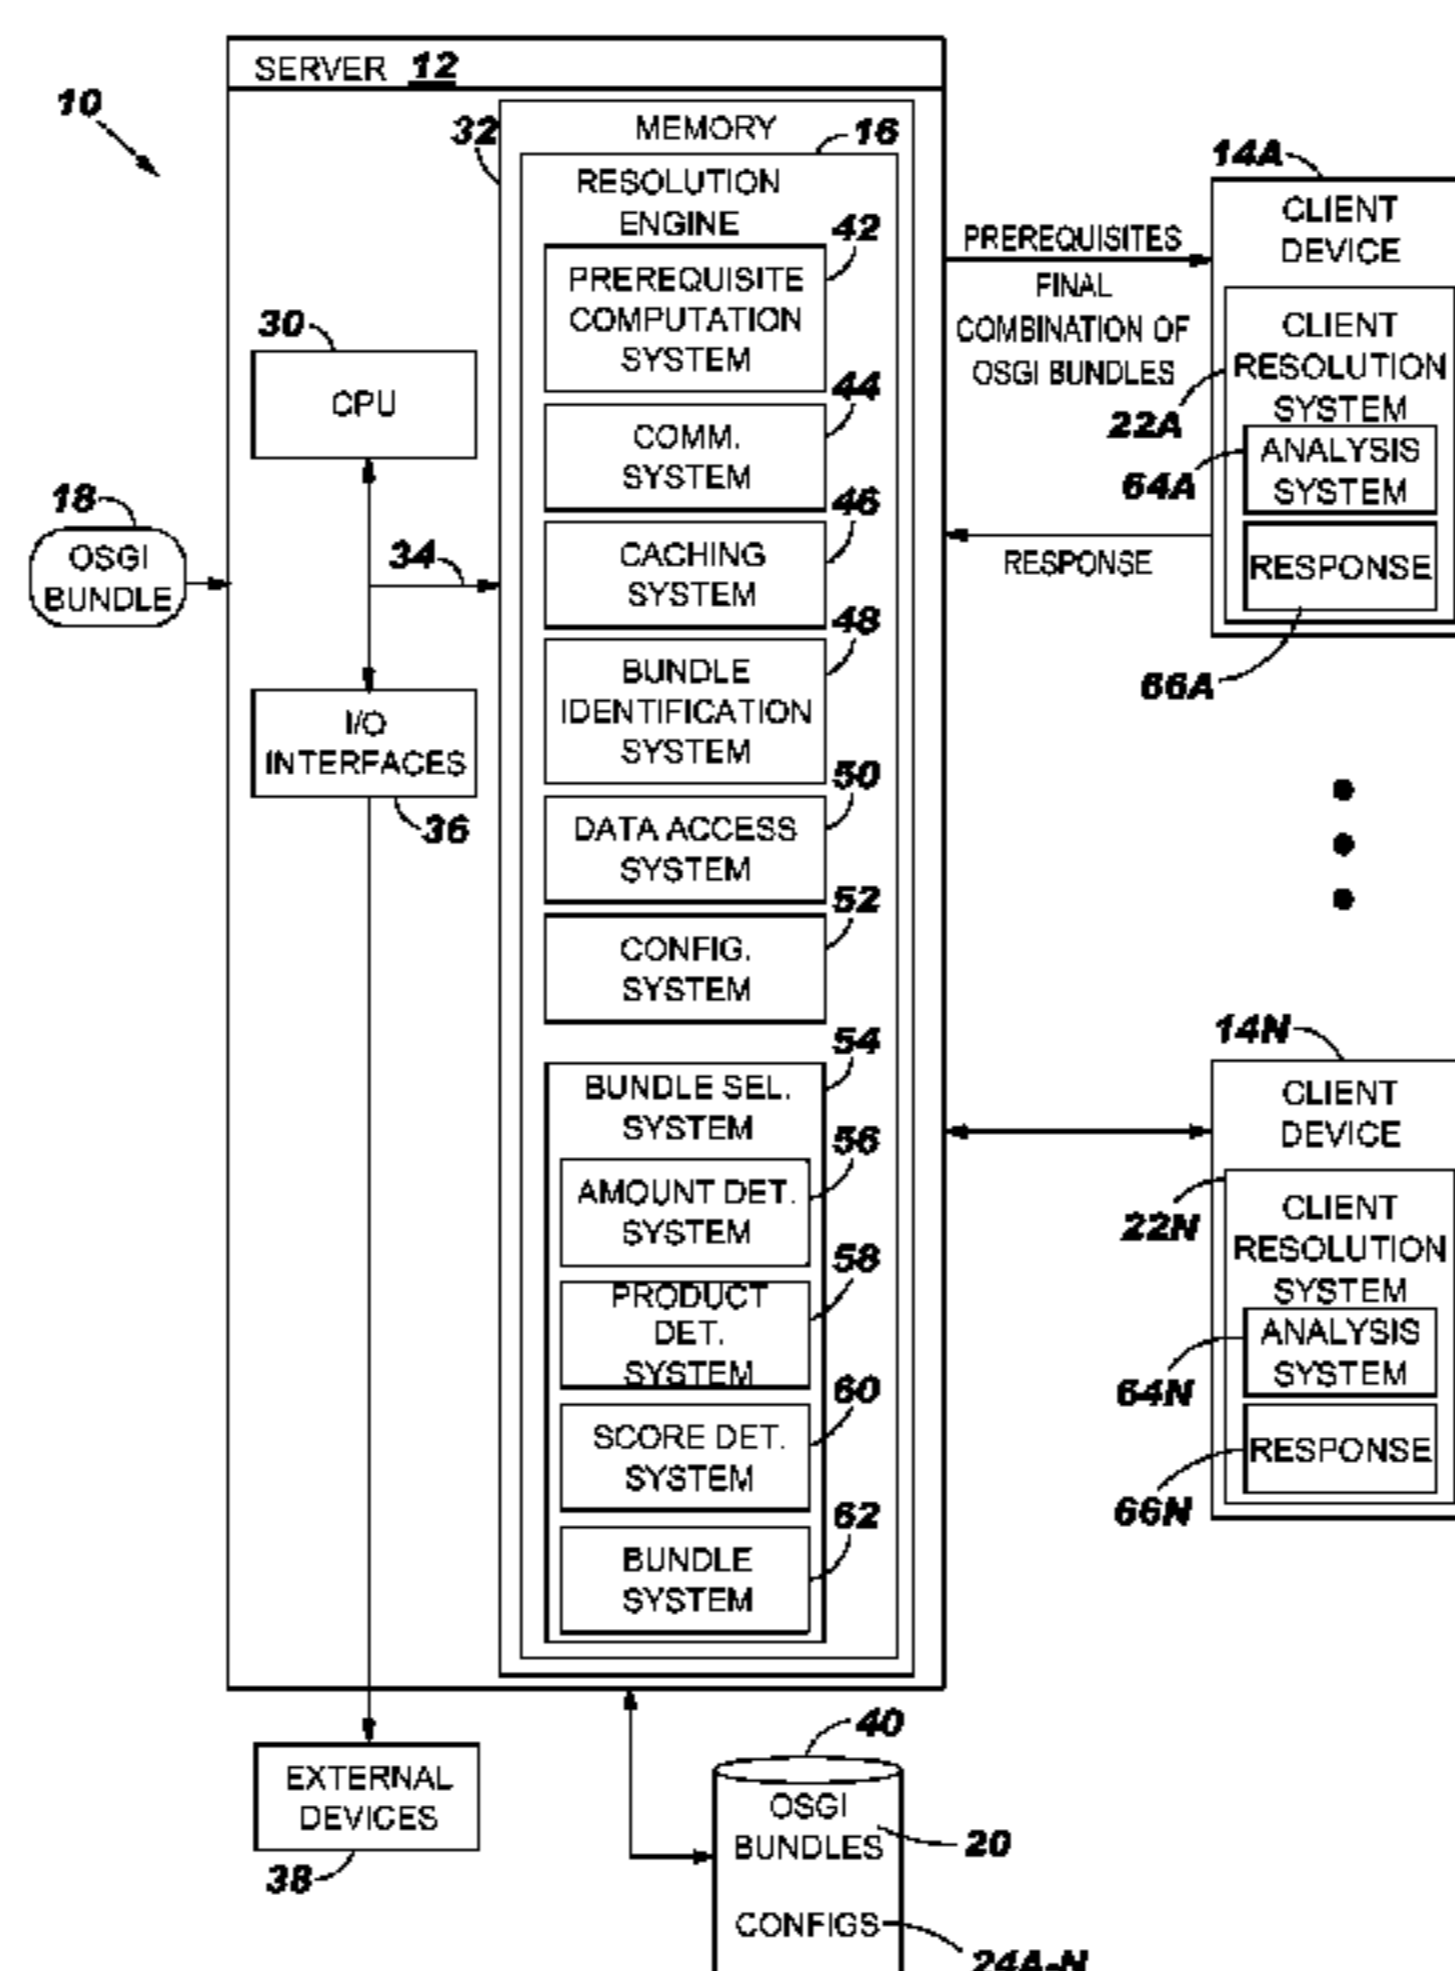 SERVER 12
10
32
MEMORY
16
RESOLUTION
ENGINE
42
PREREQUISITE
COMPUTATION
SYSTEM
44
COMM.
SYSTEM
46
CACHING
SYSTEM
48
BUNDLE
IDENTIFICATION
SYSTEM
50
DATA ACCESS
SYSTEM
52
CONFIG.
SYSTEM
54
BUNDLE SEL.
SYSTEM
56
AMOUNT DET.
SYSTEM
58
PRODUCT
DET.
SYSTEM
60
SCORE DET.
SYSTEM
62
BUNDLE
SYSTEM
30
CPU
18
OSGI
BUNDLE
34
I/O
INTERFACES
36
EXTERNAL
DEVICES
38
40
OSGI
BUNDLES
20
CONFIGS
24A-N
PREREQUISITES
FINAL
COMBINATION OF
OSGI BUNDLES
RESPONSE
14A
CLIENT
DEVICE
CLIENT
RESOLUTION
SYSTEM
22A
ANALYSIS
SYSTEM
64A
RESPONSE
66A
14N
CLIENT
DEVICE
22N
CLIENT
RESOLUTION
SYSTEM
ANALYSIS
SYSTEM
64N
RESPONSE
66N